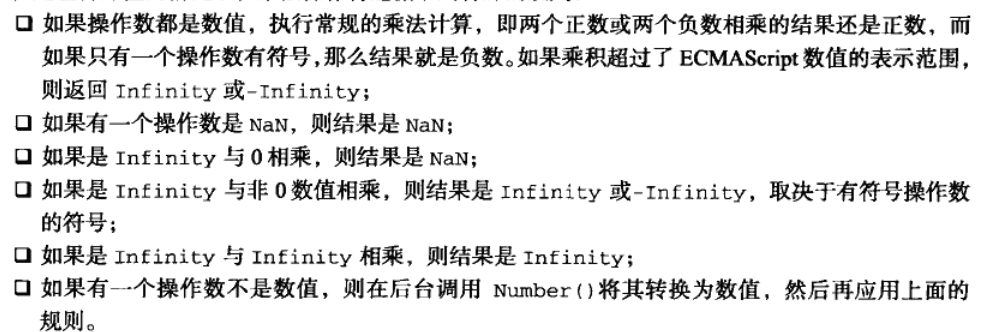 ❑ 如果操作数都是数值，执行常规的乘法计算，即两个正数或两个负数相乘的结果还是正数，而
如果只有一个操作数有符号，那么结果就是负数。如果乘积超过了 ECMAScript 数值的表示范围，
则返回 Infinity 或-Infinity；
❑ 如果有一个操作数是 NaN，则结果是 NaN；
❑ 如果是 Infinity 与 0 相乘，则结果是 NaN；
❑ 如果是 Infinity 与非 0 数值相乘，则结果是 Infinity 或-Infinity，取决于有符号操作数
的符号；
❑ 如果是 Infinity 与 Infinity 相乘，则结果是 Infinity；
❑ 如果有一个操作数不是数值，则在后台调用 Number()将其转换为数值，然后再应用上面的
规则。